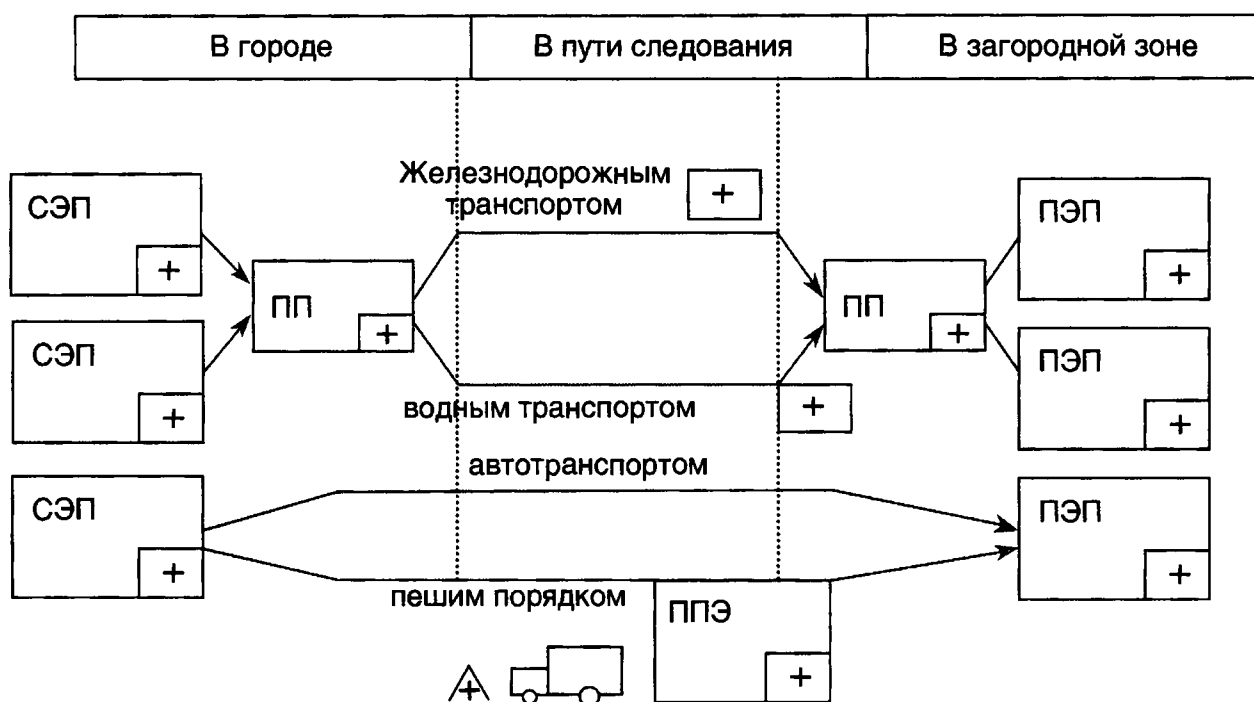 В городе
В пути следования
В загородной зоне
Железнодорожным
транспортом
+
СЭП
+
ПЭП
+
ПП
+
ПП
+
СЭП
+
ПЭП
+
водным транспортом
+
автотранспортом
СЭП
+
ПЭП
+
пешим порядком
ППЭ
+
+